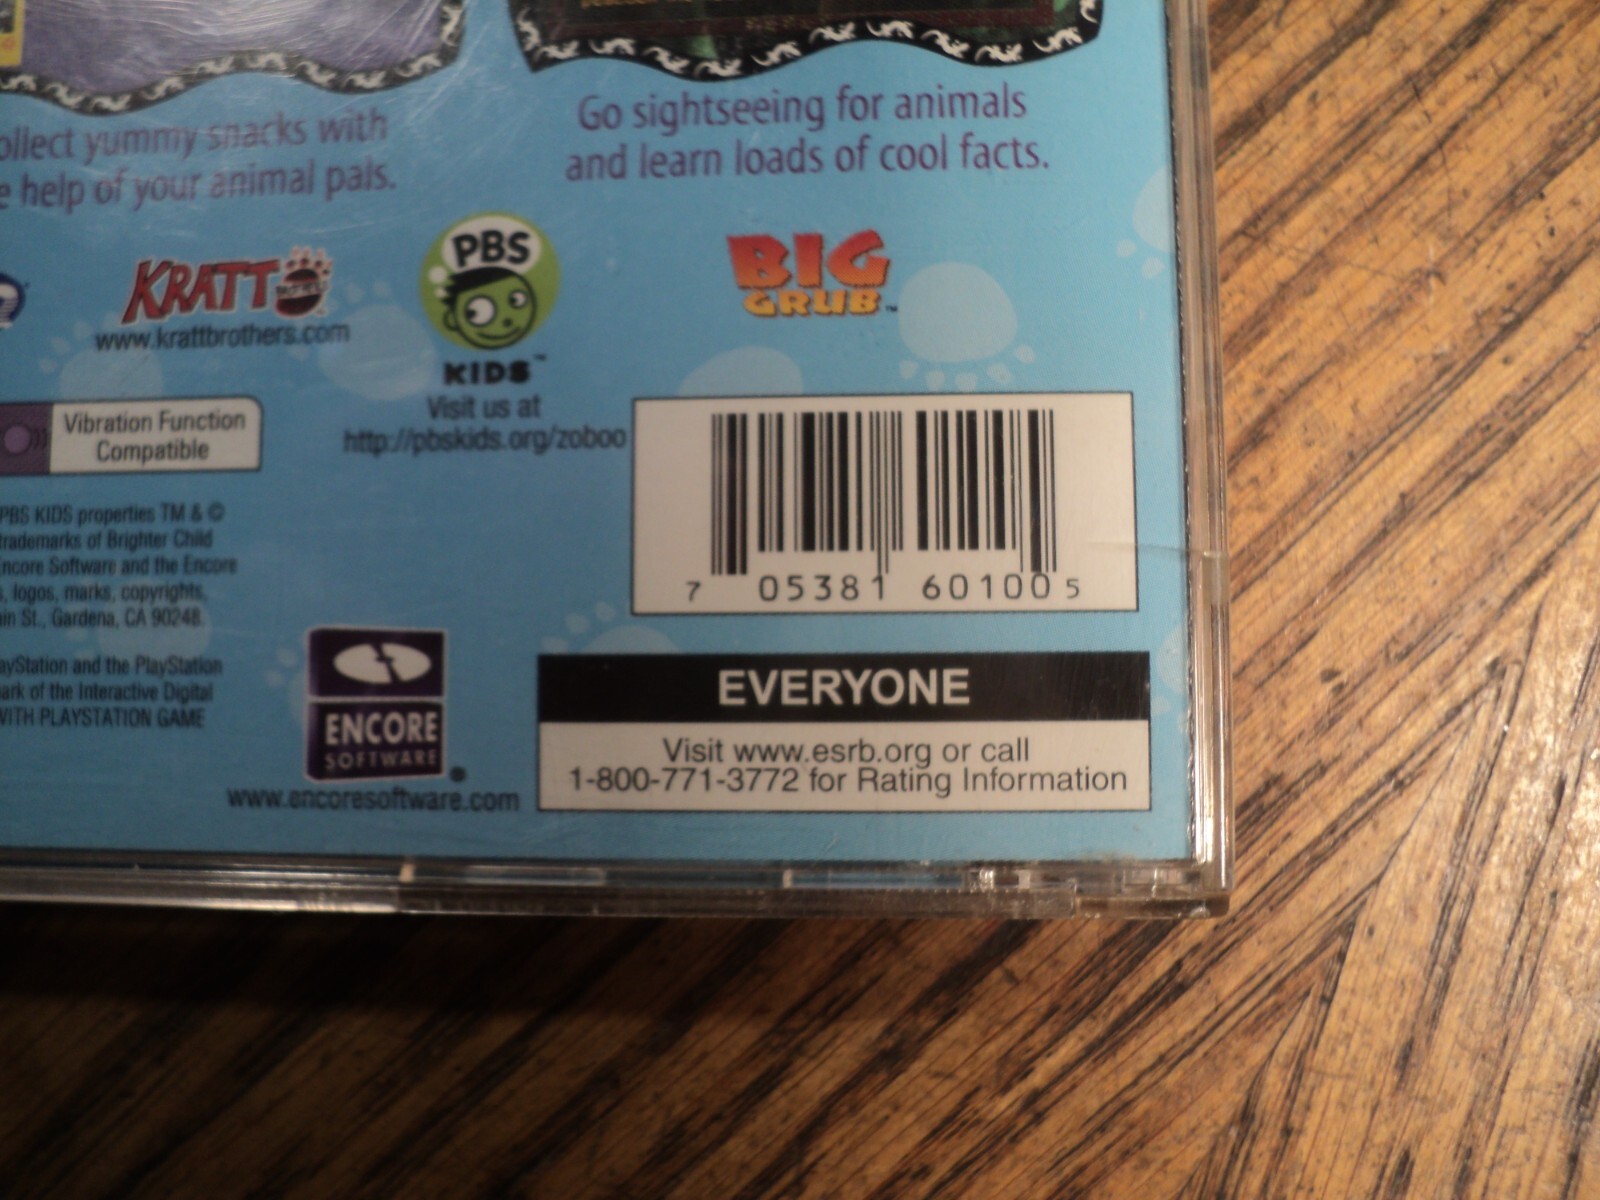 ollect yummy snacks with
e help of your animal pals.
Go sightseeing for animals
and learn loads of cool facts.
KRATT
www.krattbrothers.com
PBS
KIDS™
Visit us at
http://pbskids.org/zoboo
BIG
GRUB™
Vibration Function
Compatible
PBS KIDS properties TM & ©
trademarks of Brighter Child
Encore Software and the Encore
s, logos, marks, copyrights,
in St., Gardena, CA 90248.
ayStation and the PlayStation
ark of the Interactive Digital
WITH PLAYSTATION GAME
ENCORE
SOFTWARE
www.encoresoftware.com
7 05381 60100 5
EVERYONE
Visit www.esrb.org or call
1-800-771-3772 for Rating Information